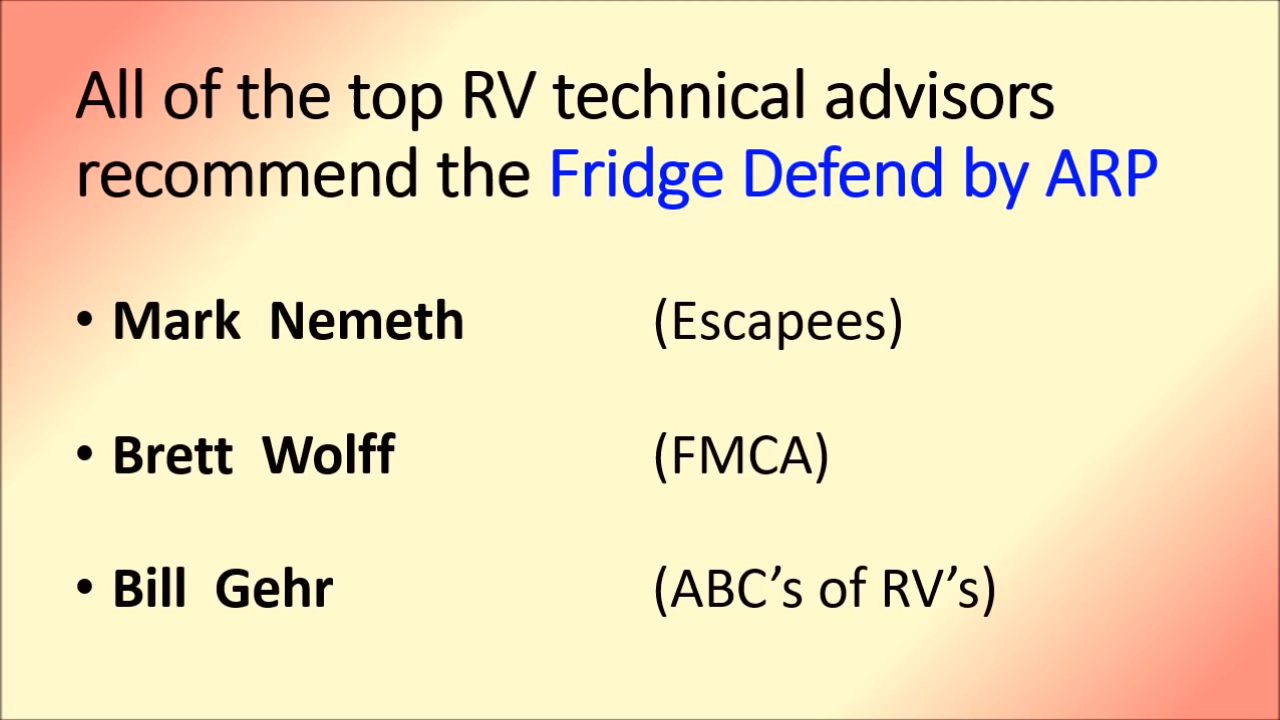 All of the top RV technical advisors
recommend the Fridge Defend by ARP
• Mark Nemeth (Escapees)
• Brett Wolff (FMCA)
• Bill Gehr (ABC’s of RV’s)